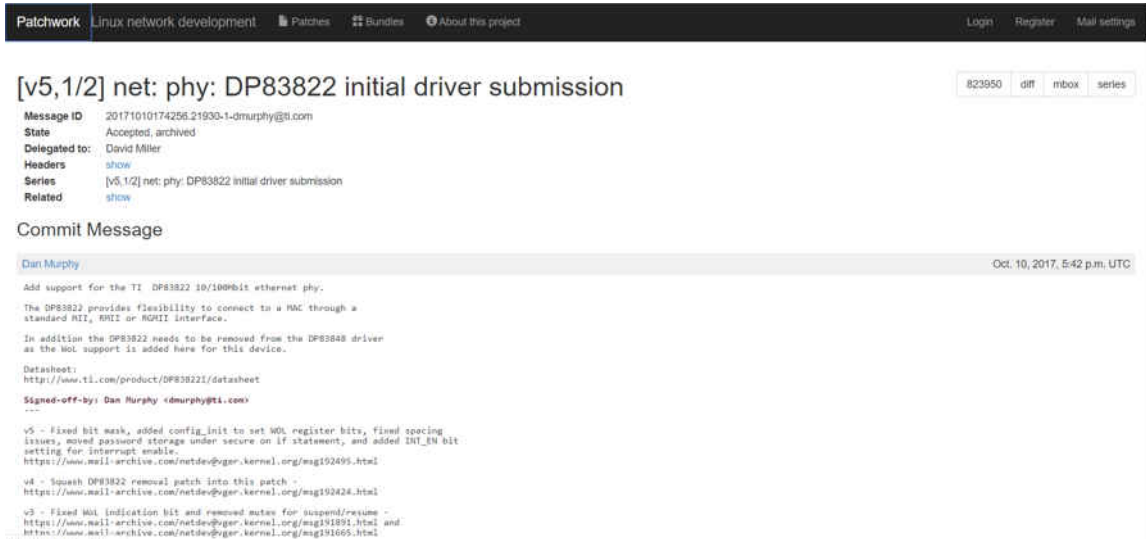 Patchwork Linux network development Patches Bundles About this project Login Register Mail settings
[v5,1/2] net: phy: DP83822 initial driver submission 823950 diff mbox series
Message ID 20171010174256.21930-1-dmurphy@ti.com
State Accepted, archived
Delegated to: David Miller
Headers show
Series [v5,1/2] net: phy: DP83822 initial driver submission
Related show
Commit Message
Dan Murphy Oct. 10, 2017, 5:42 p.m. UTC
Add support for the TI DP83822 10/100Mbit ethernet phy.
The DP83822 provides flexibility to connect to a MAC through a
standard MII, RMII or RGMII interface.
In addition the DP83822 needs to be removed from the DP83848 driver
as the WoL support is added here for this device.
Datasheet:
http://www.ti.com/product/DP83822I/datasheet
Signed-off-by: Dan Murphy <dmurphy@ti.com>
---
v5 - Fixed bit mask, added config_init to set WOL register bits, fixed spacing
issues, moved password storage under secure on if statement, and added INT_EN bit
setting for interrupt enable.
https://www.mail-archive.com/netdev@vger.kernel.org/msg192495.html
v4 - Squash DP83822 removal patch into this patch -
https://www.mail-archive.com/netdev@vger.kernel.org/msg192424.html
v3 - Fixed WoL indication bit and removed mutex for suspend/resume -
https://www.mail-archive.com/netdev@vger.kernel.org/msg191891.html and
https://www.mail-archive.com/netdev@vger.kernel.org/msg191665.html